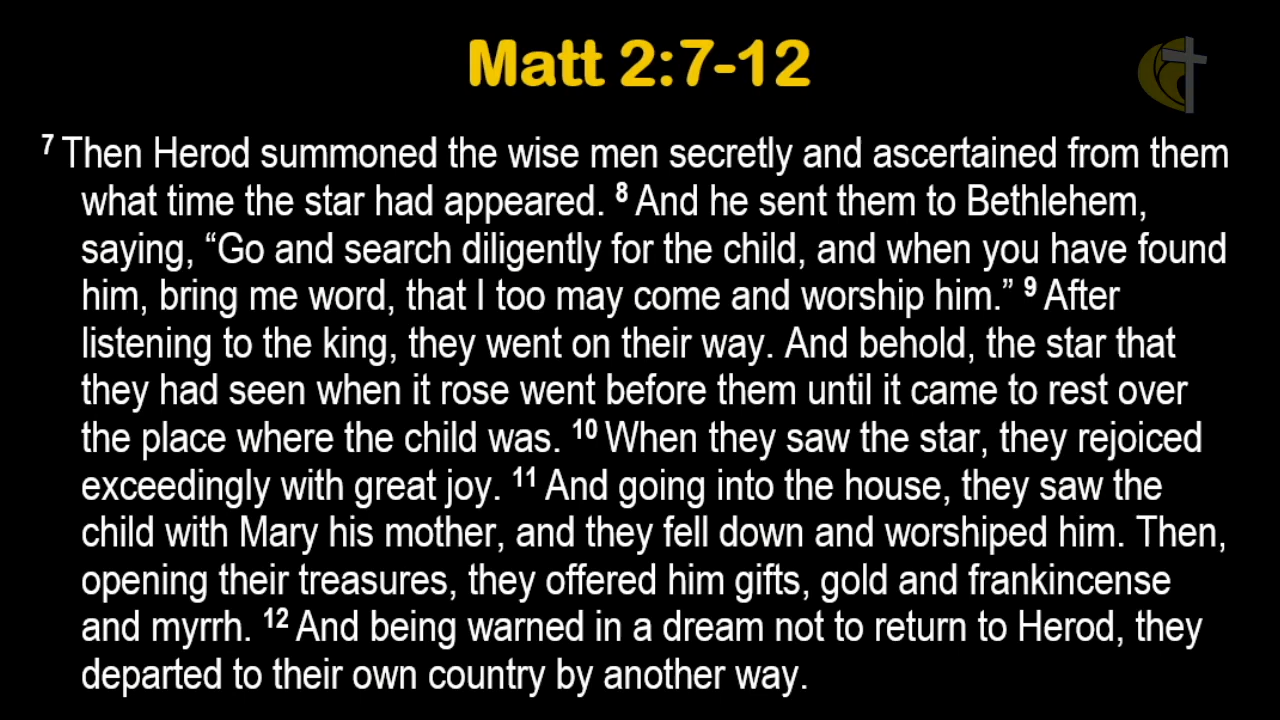 Matt 2:7-12
7 Then Herod summoned the wise men secretly and ascertained from them
what time the star had appeared. 8 And he sent them to Bethlehem,
saying, “Go and search diligently for the child, and when you have found
him, bring me word, that I too may come and worship him.” 9 After
listening to the king, they went on their way. And behold, the star that
they had seen when it rose went before them until it came to rest over
the place where the child was. 10 When they saw the star, they rejoiced
exceedingly with great joy. 11 And going into the house, they saw the
child with Mary his mother, and they fell down and worshiped him. Then,
opening their treasures, they offered him gifts, gold and frankincense
and myrrh. 12 And being warned in a dream not to return to Herod, they
departed to their own country by another way.